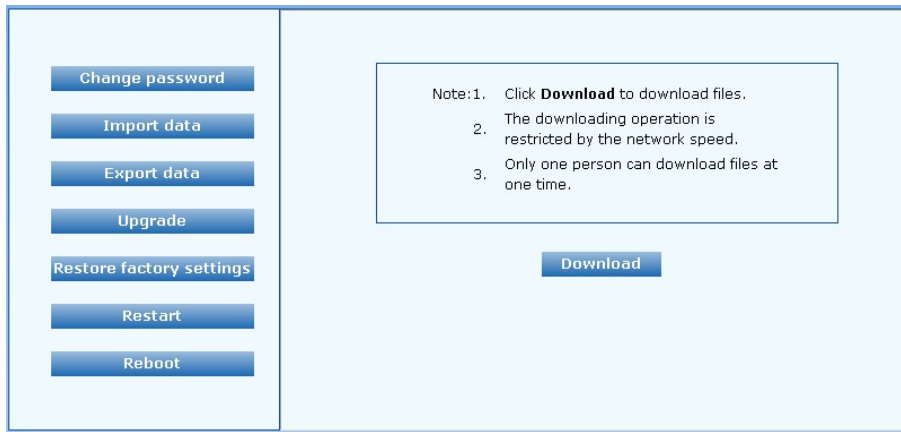 Change password
Import data
Export data
Upgrade
Restore factory settings
Restart
Reboot
Note:1. Click Download to download files.
2. The downloading operation is
restricted by the network speed.
3. Only one person can download files at
one time.
Download